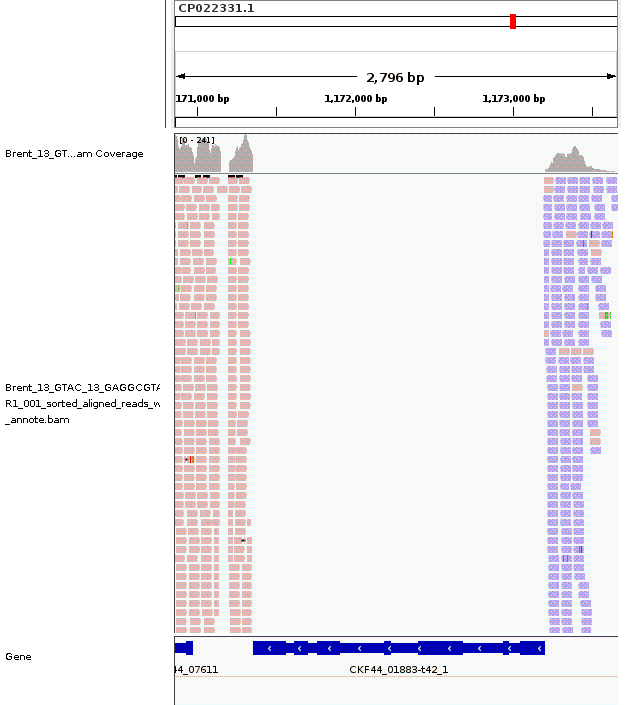 CP022331.1
2,796 bp
171,000 bp 1,172,000 bp 1,173,000 bp
[0 - 241]
Brent_13_GT...am Coverage
Brent_13_GTAC_13_GAGGCGTA
R1_001_sorted_aligned_reads_w
_annote.bam
Gene
44_07611 CKF44_01883-t42_1